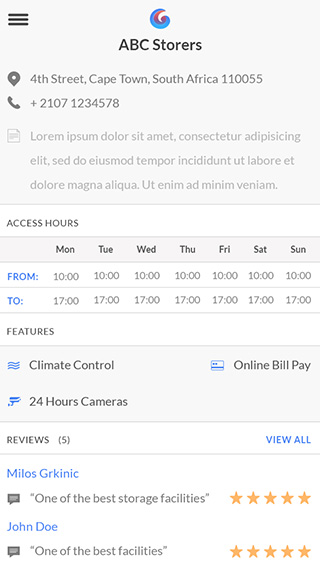 ABC Storers
4th Street, Cape Town, South Africa 110055
+ 2107 1234578
Lorem ipsum dolor sit amet, consectetur adipisicing
elit, sed do eiusmod tempor incididunt ut labore et
dolore magna aliqua. Ut enim ad minim veniam.
ACCESS HOURS
Mon Tue Wed Thu Fri Sat Sun
FROM: 10:00 10:00 10:00 10:00 10:00 10:00 10:00
TO: 17:00 17:00 17:00 17:00 17:00 17:00 17:00
FEATURES
Climate Control Online Bill Pay
24 Hours Cameras
REVIEWS (5) VIEW ALL
Milos Grkinic
“One of the best storage facilities”
John Doe
“One of the best facilities”